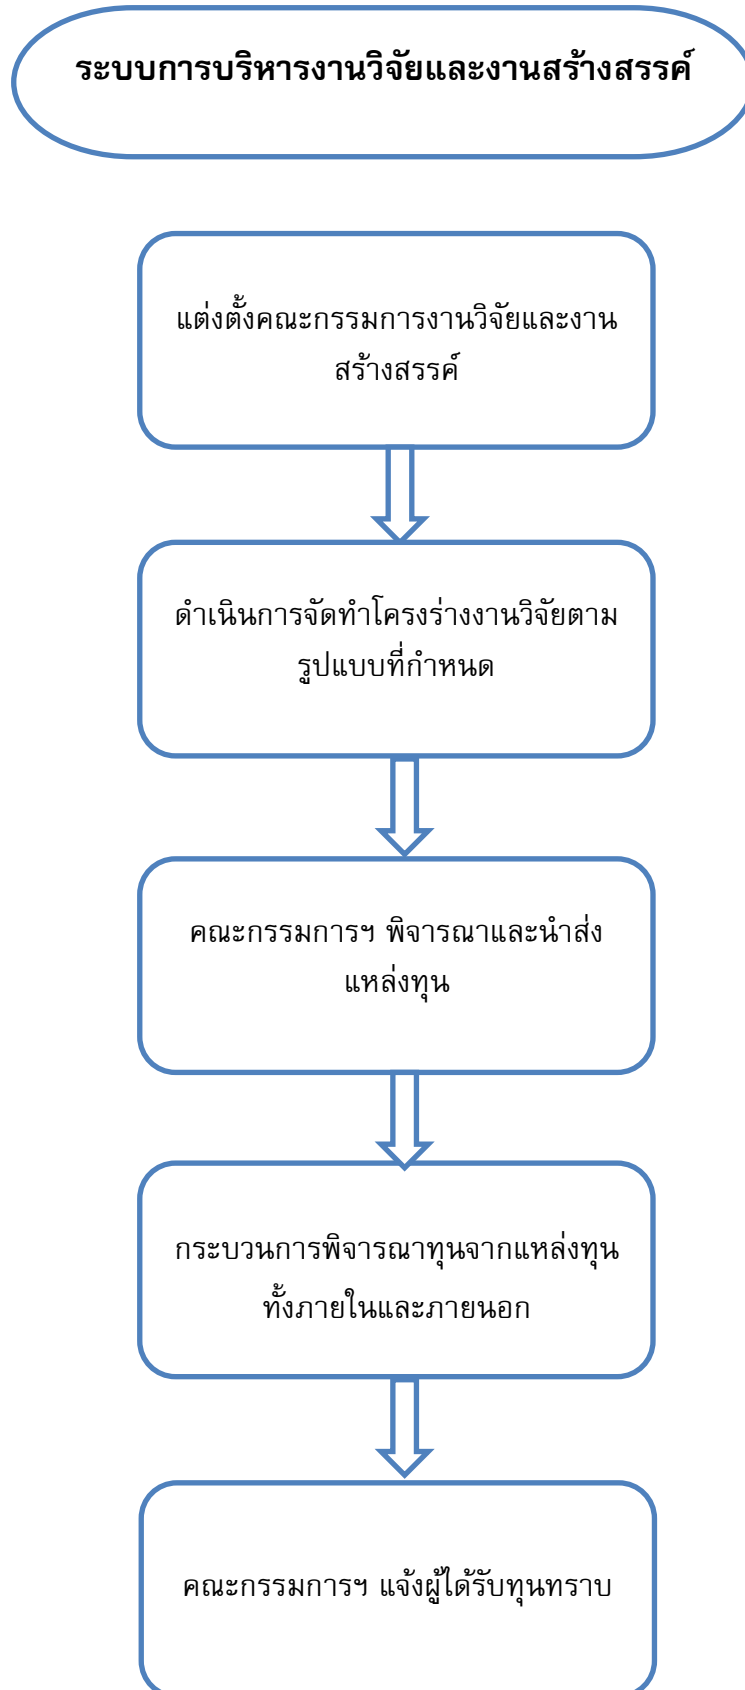 ระบบการบริหารงานวิจัยและงานสร้างสรรค์
แต่งตั้งคณะกรรมการงานวิจัยและงาน
สร้างสรรค์
ดำเนินการจัดทำโครงร่างงานวิจัยตาม
รูปแบบที่กำหนด
คณะกรรมการฯ พิจารณาและนำส่ง
แหล่งทุน
กระบวนการพิจารณาทุนจากแหล่งทุน
ทั้งภายในและภายนอก
คณะกรรมการฯ แจ้งผู้ได้รับทุนทราบ